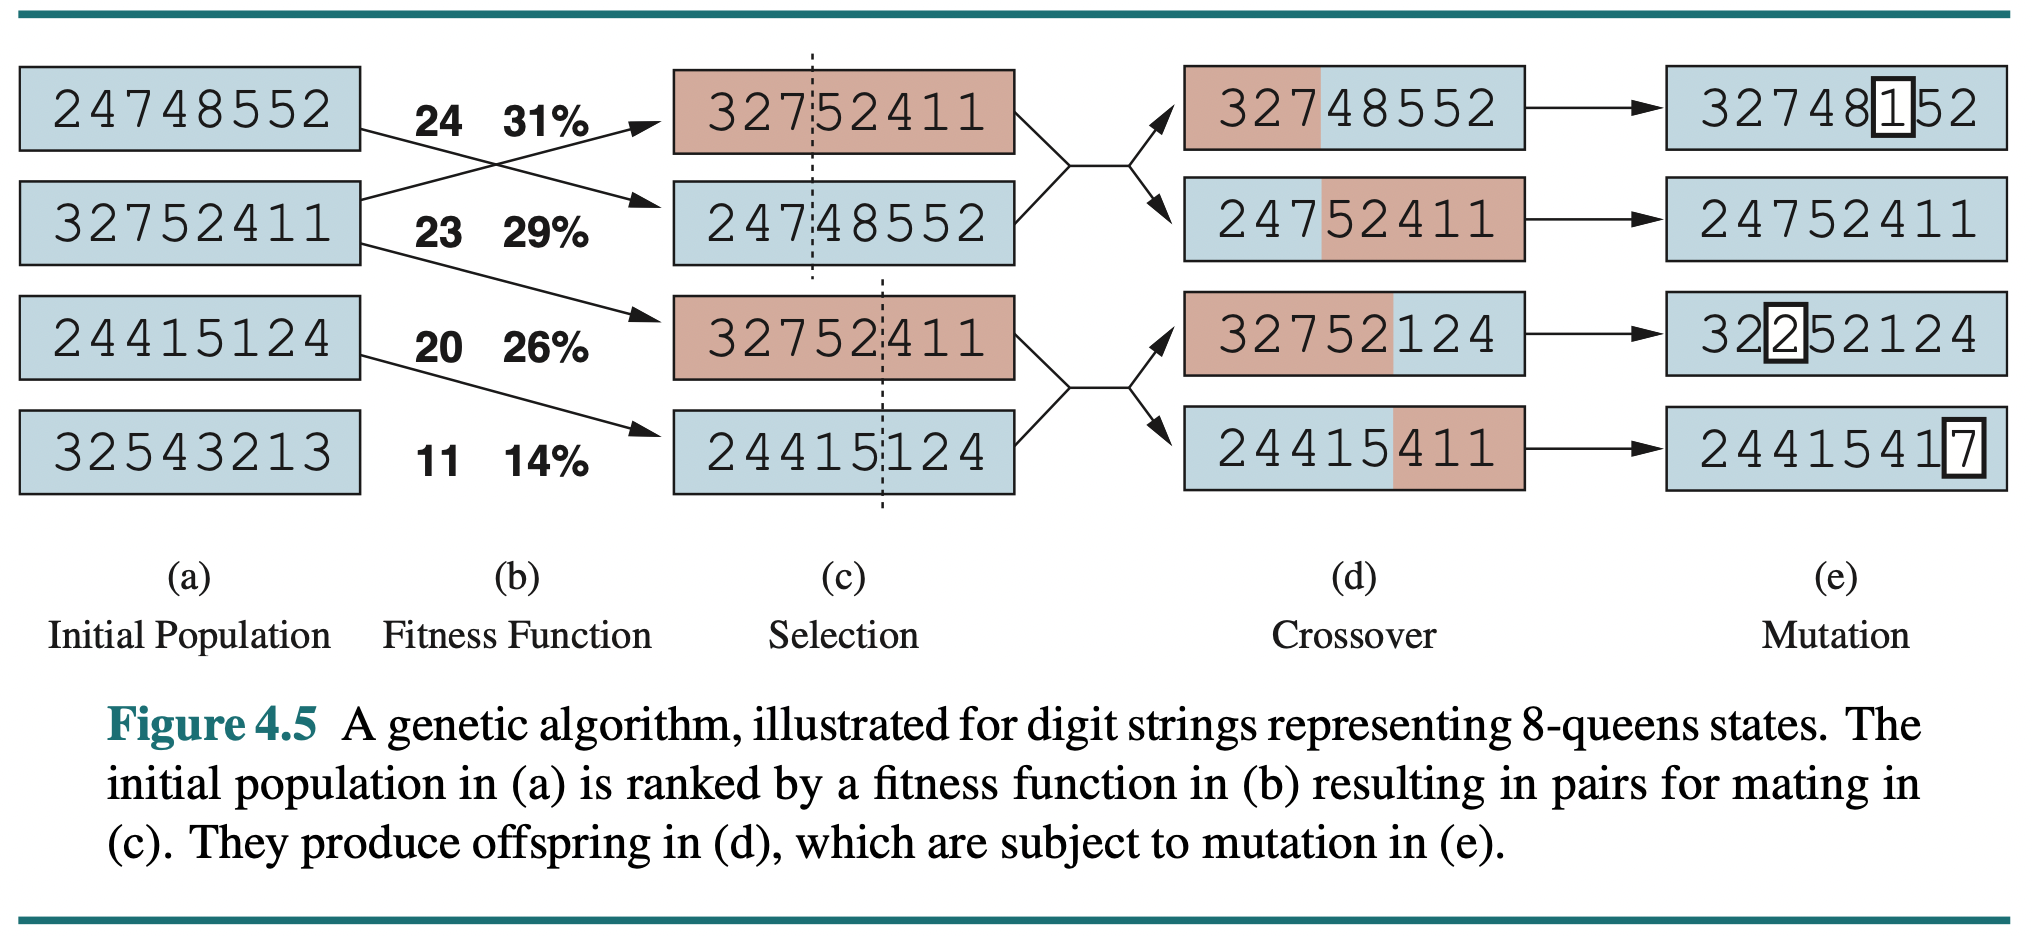 24748552 24 31% 32752411 32748552 32748152
32752411 23 29% 24748552 24752411 24752411
24415124 20 26% 32752411 32752124 32252124
32543213 11 14% 24415124 24415411 24415417
(a) (b) (c) (d) (e)
Initial Population Fitness Function Selection Crossover Mutation
Figure 4.5 A genetic algorithm, illustrated for digit strings representing 8-queens states. The
initial population in (a) is ranked by a fitness function in (b) resulting in pairs for mating in
(c). They produce offspring in (d), which are subject to mutation in (e).